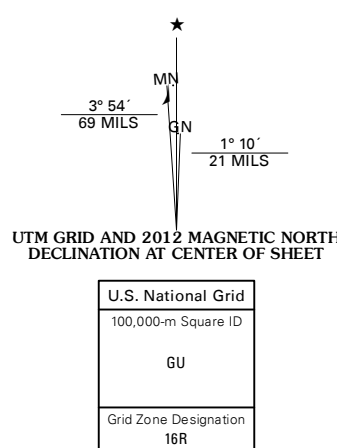 ★
MN
3° 54´
69 MILS
GN
1° 10´
21 MILS
UTM GRID AND 2012 MAGNETIC NORTH
DECLINATION AT CENTER OF SHEET
U.S. National Grid
100,000-m Square ID
GU
Grid Zone Designation
16R